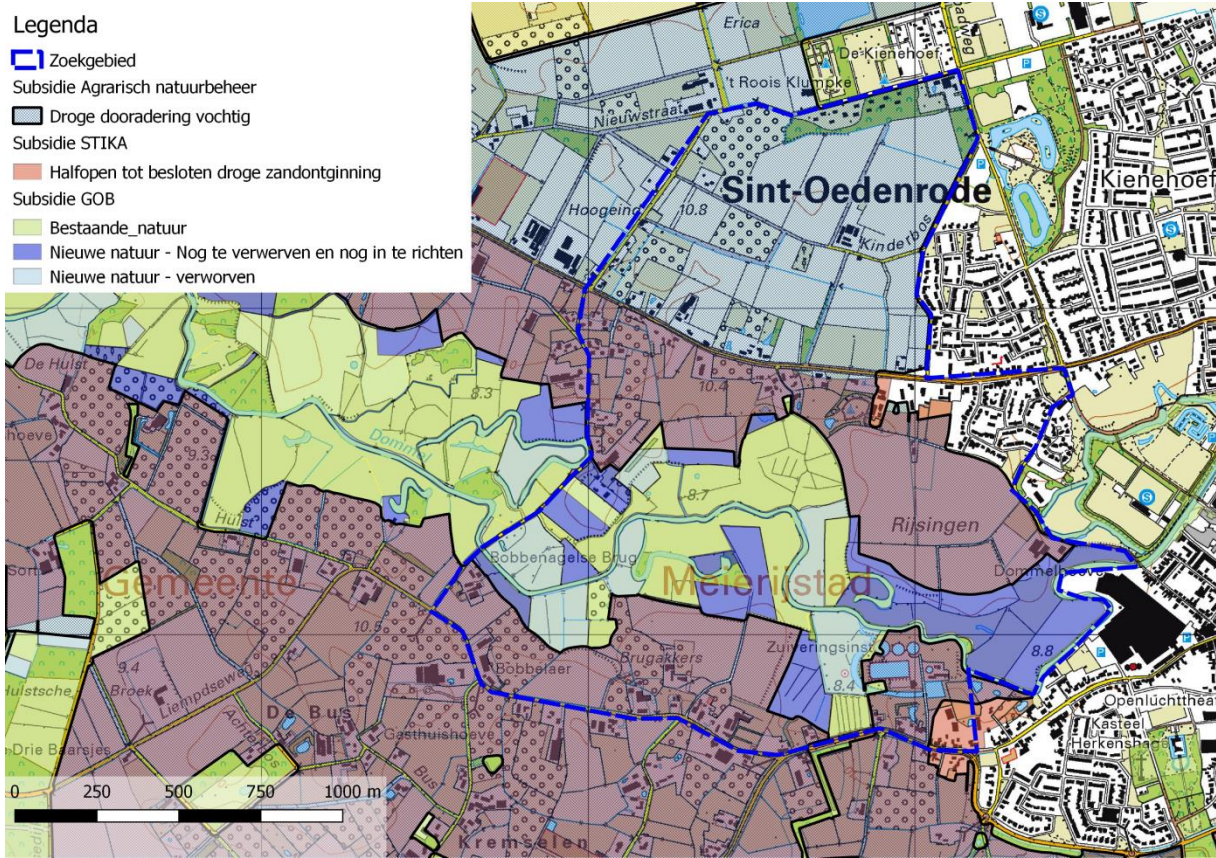 Legenda
Zoekgebied
Subsidie Agrarisch natuurbeheer
Droge dooradering vochtig
Subsidie STIKA
Halfopen tot besloten droge zandontginning
Subsidie GOB
Bestaande_natuur
Nieuwe natuur - Nog te verwerven en nog in te richten
Nieuwe natuur - verworven
Erica
De Kienehoef
't Roois Klumpke
Nieuwstraat
P
S
Sint-Oedenrode
Kienehoef
Hoogeind
10.8
Kinderbos
P
S
De Hulst
8.3
10.4
P
9.3
Dommel
8.7
S
Hulst
Rijsingen
Bobbenagelse Brug
Gemeente
Meierijstad
Dommelhoeve
10.5
Zuiveringsinst.
8.8
P
P
9.4
Bobbelaer
Brugakkers
8.4
Broek
Liempdseweg
Openluchttheat
Huistsche
De Bus
Kasteel
Drie Baarsjes
Gasthuishoeve
Herkenshage
Bus
0 250 500 750 1000 m
Kremselen